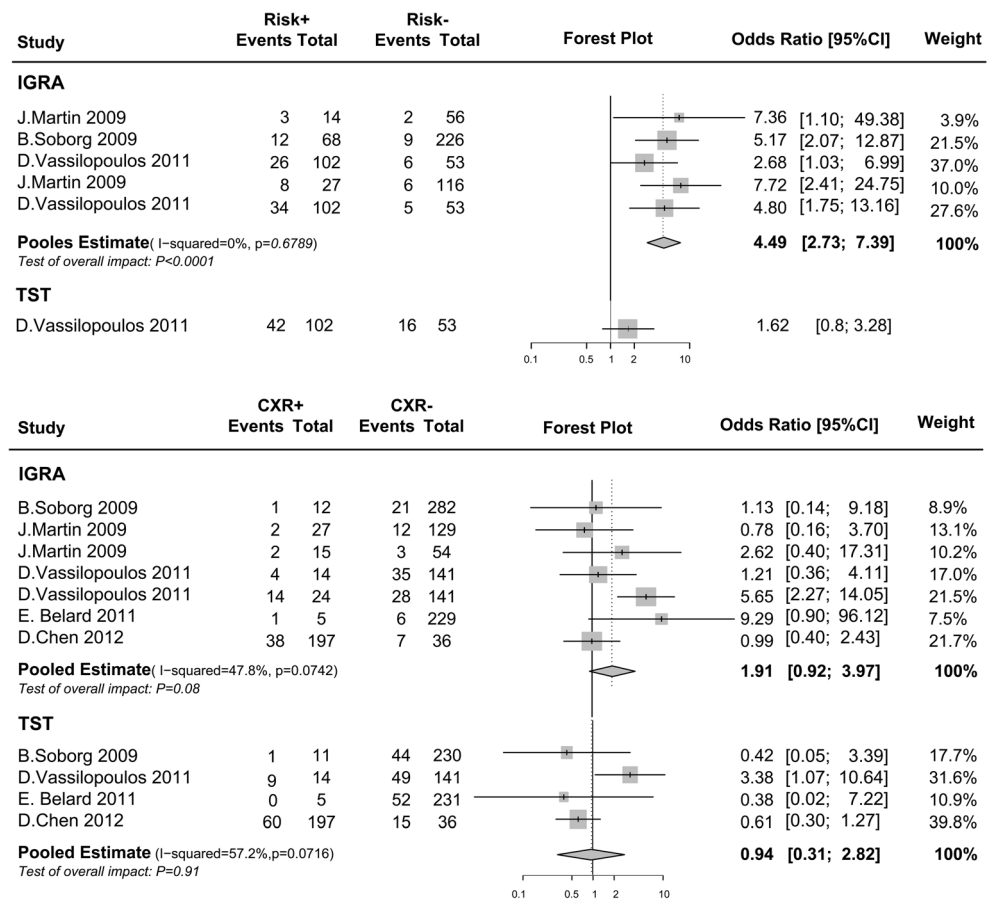 Risk+ Risk-
Study Events Total Events Total Forest Plot Odds Ratio [95%CI] Weight
IGRA
J.Martin 2009 3 14 2 56 7.36 [1.10; 49.38] 3.9%
B.Soborg 2009 12 68 9 226 5.17 [2.07; 12.87] 21.5%
D.Vassilopoulos 2011 26 102 6 53 2.68 [1.03; 6.99] 37.0%
J.Martin 2009 8 27 6 116 7.72 [2.41; 24.75] 10.0%
D.Vassilopoulos 2011 34 102 5 53 4.80 [1.75; 13.16] 27.6%
Pooles Estimate( I-squared=0%, p=0.6789) 4.49 [2.73; 7.39] 100%
Test of overall impact: P<0.0001
TST
D.Vassilopoulos 2011 42 102 16 53 1.62 [0.8; 3.28]
0.1 0.5 1 2 10
CXR+ CXR-
Study Events Total Events Total Forest Plot Odds Ratio [95%CI] Weight
IGRA
B.Soborg 2009 1 12 21 282 1.13 [0.14; 9.18] 8.9%
J.Martin 2009 2 27 12 129 0.78 [0.16; 3.70] 13.1%
J.Martin 2009 2 15 3 54 2.62 [0.40; 17.31] 10.2%
D.Vassilopoulos 2011 4 14 35 141 1.21 [0.36; 4.11] 17.0%
D.Vassilopoulos 2011 14 24 28 141 5.65 [2.27; 14.05] 21.5%
E. Belard 2011 1 5 6 229 9.29 [0.90; 96.12] 7.5%
D.Chen 2012 38 197 7 36 0.99 [0.40; 2.43] 21.7%
Pooled Estimate( I-squared=47.8%, p=0.0742) 1.91 [0.92; 3.97] 100%
Test of overall impact: P=0.08
TST
B.Soborg 2009 1 11 44 230 0.42 [0.05; 3.39] 17.7%
D.Vassilopoulos 2011 9 14 49 141 3.38 [1.07; 10.64] 31.6%
E. Belard 2011 0 5 52 231 0.38 [0.02; 7.22] 10.9%
D.Chen 2012 60 197 15 36 0.61 [0.30; 1.27] 39.8%
Pooled Estimate (I-squared=57.2%,p=0.0716) 0.94 [0.31; 2.82] 100%
Test of overall impact: P=0.91
0.1 0.5 1 2 10